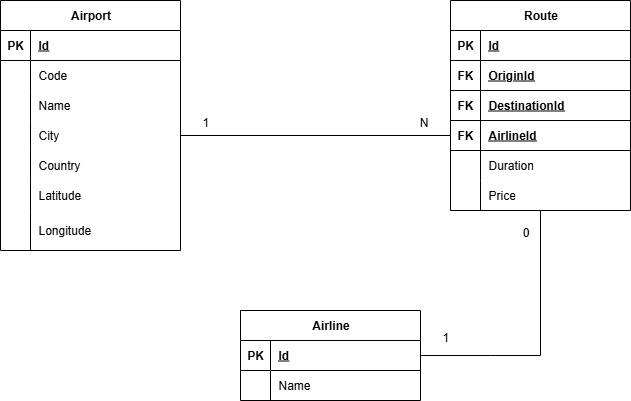 Airport
PK Id
Code
Name
City
Country
Latitude
Longitude
1
N
Route
PK Id
FK OriginId
FK DestinationId
FK AirlineId
Duration
Price
0
1
Airline
PK Id
Name